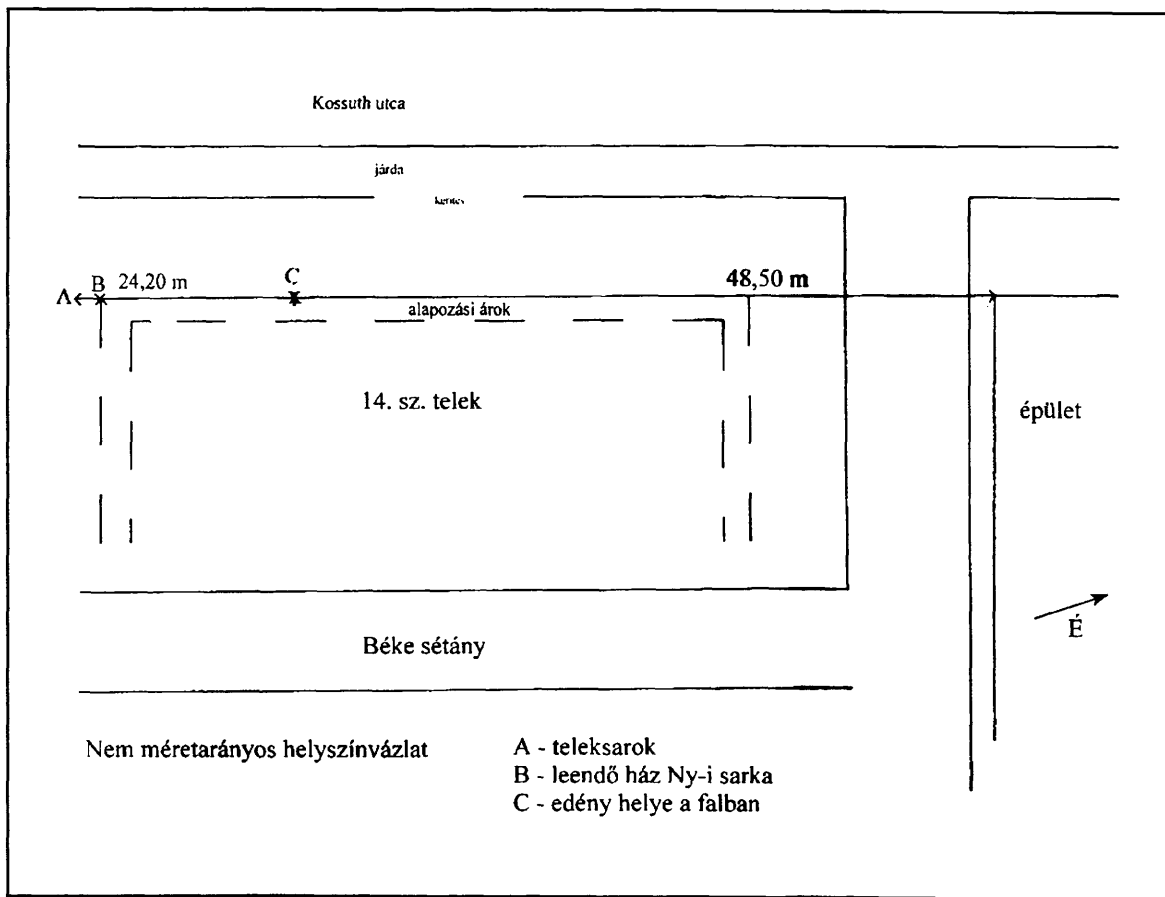 Kossuth utca
járda
kerítés
A B 24,20 m C 48,50 m
alapozási árok
14. sz. telek
épület
É
Béke sétány
Nem méretarányos helyszínvázlat
A - teleksarok
B - leendő ház Ny-i sarka
C - edény helye a falban